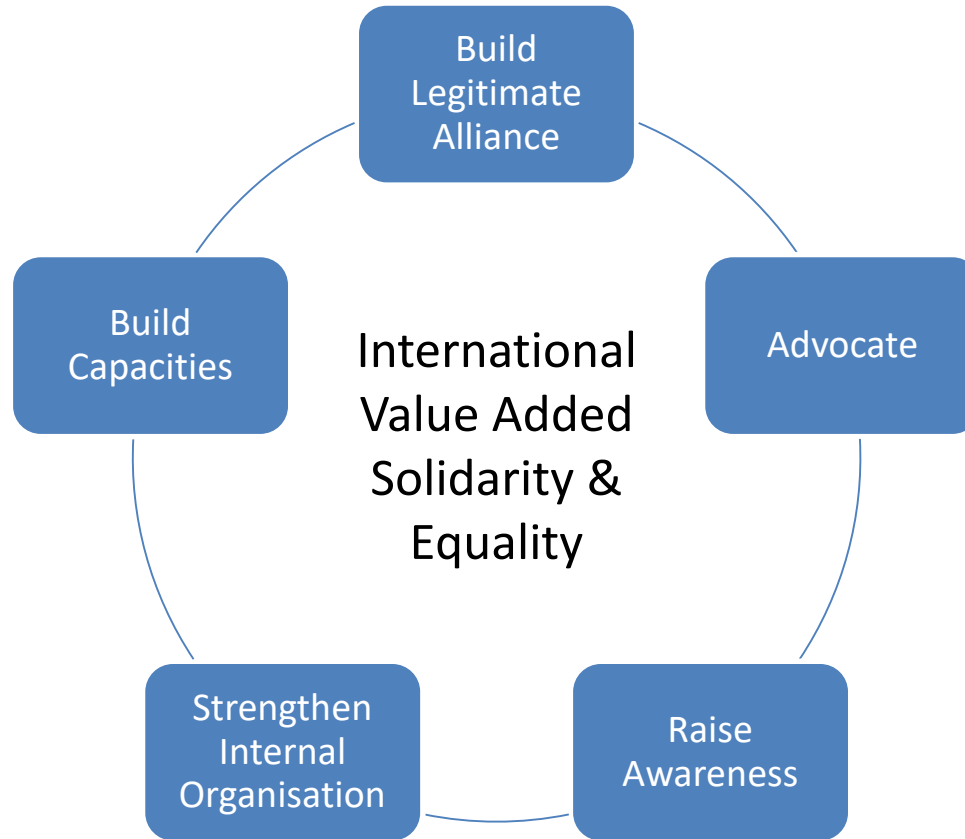 Build
Legitimate
Alliance
Advocate
Raise
Awareness
Strengthen
Internal
Organisation
Build
Capacities
International
Value Added
Solidarity &
Equality